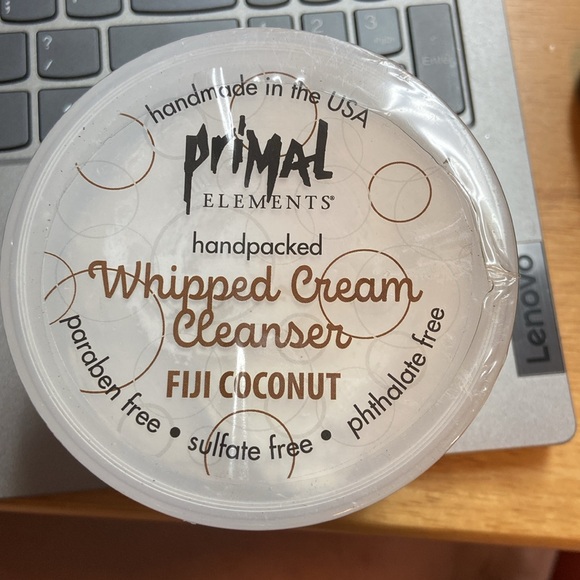 handmade in the USA
primal
ELEMENTS®
handpacked
Whipped Cream
Cleanser
FIJI COCONUT
paraben free • sulfate free • phthalate free
Lenovo
Enter